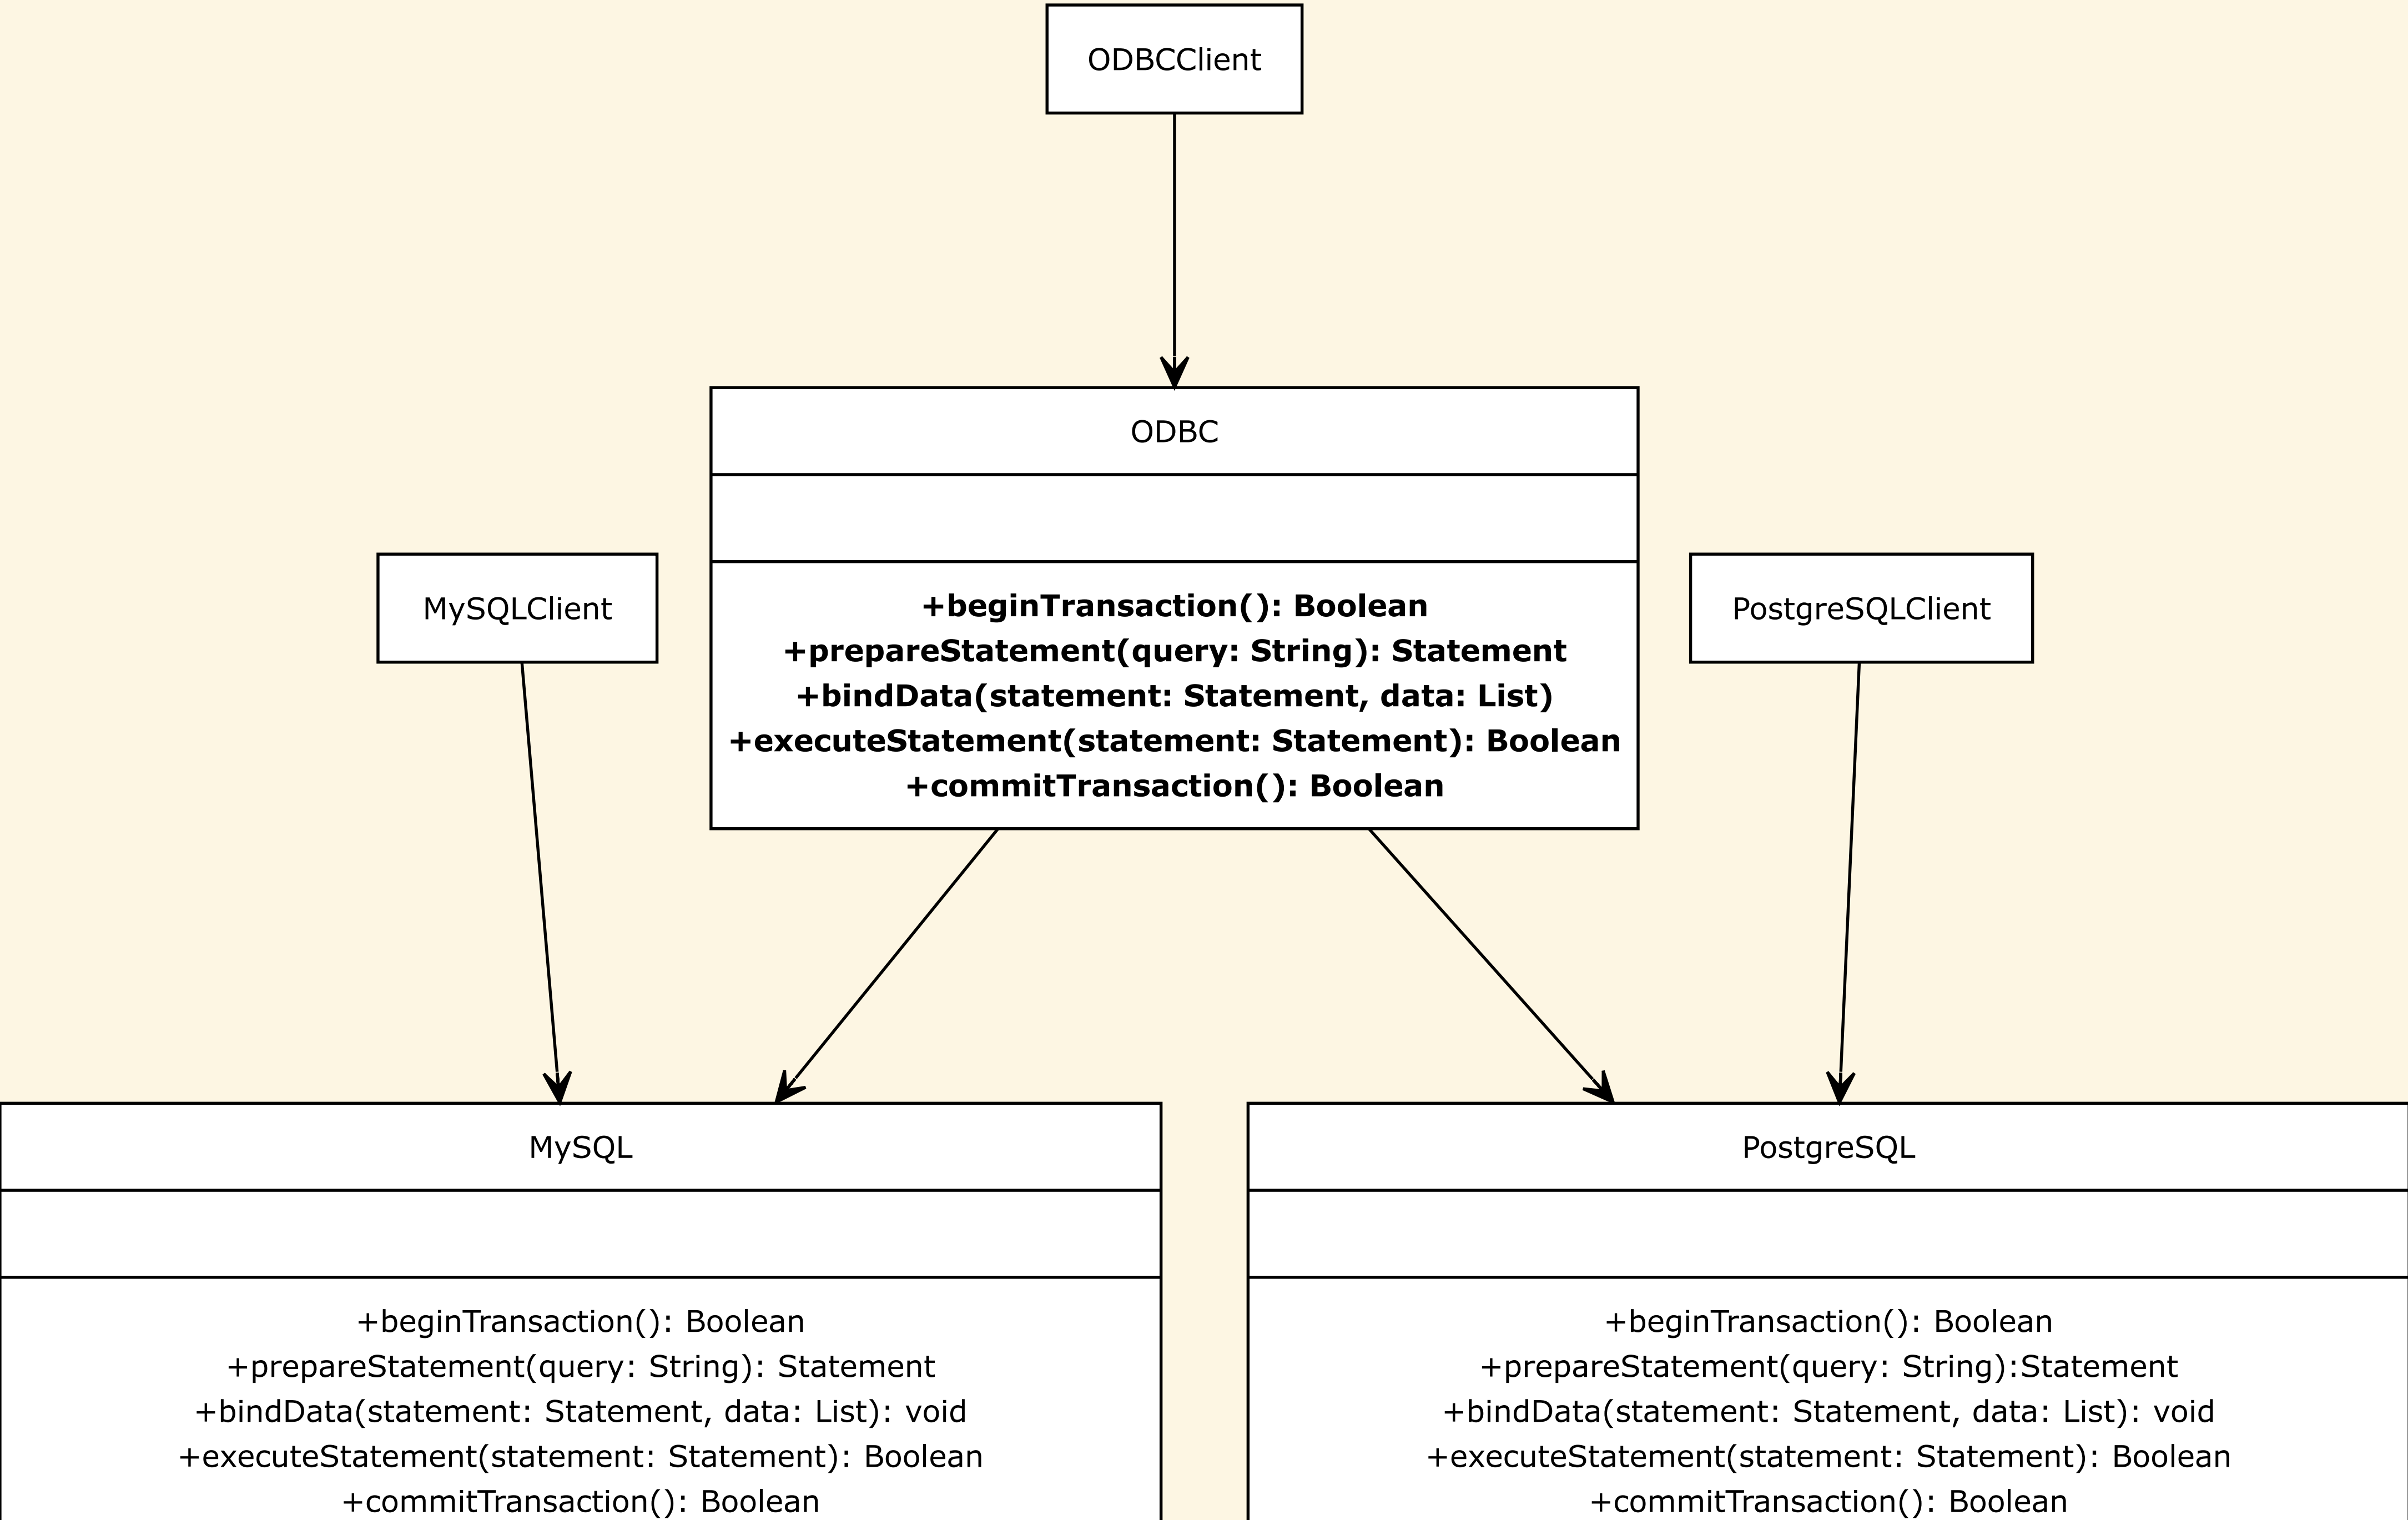 ODBCClient
ODBC
+beginTransaction(): Boolean
+prepareStatement(query: String): Statement
+bindData(statement: Statement, data: List)
+executeStatement(statement: Statement): Boolean
+commitTransaction(): Boolean
MySQLClient
PostgreSQLClient
MySQL
+beginTransaction(): Boolean
+prepareStatement(query: String): Statement
+bindData(statement: Statement, data: List): void
+executeStatement(statement: Statement): Boolean
+commitTransaction(): Boolean
PostgreSQL
+beginTransaction(): Boolean
+prepareStatement(query: String):Statement
+bindData(statement: Statement, data: List): void
+executeStatement(statement: Statement): Boolean
+commitTransaction(): Boolean